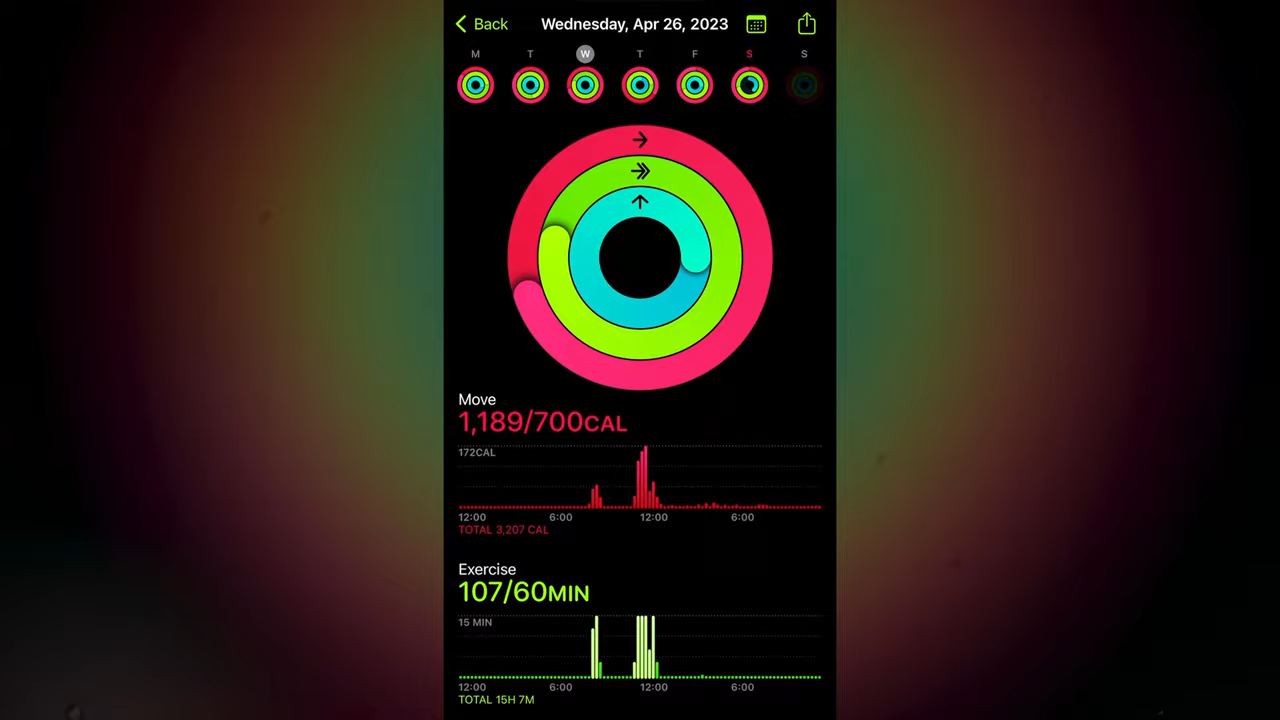 Back Wednesday, Apr 26, 2023
M T W T F S S
Move
1,189/700CAL
172CAL
12:00 6:00 12:00 6:00
TOTAL 3,207 CAL
Exercise
107/60MIN
15 MIN
12:00 6:00 12:00 6:00
TOTAL 15H 7M